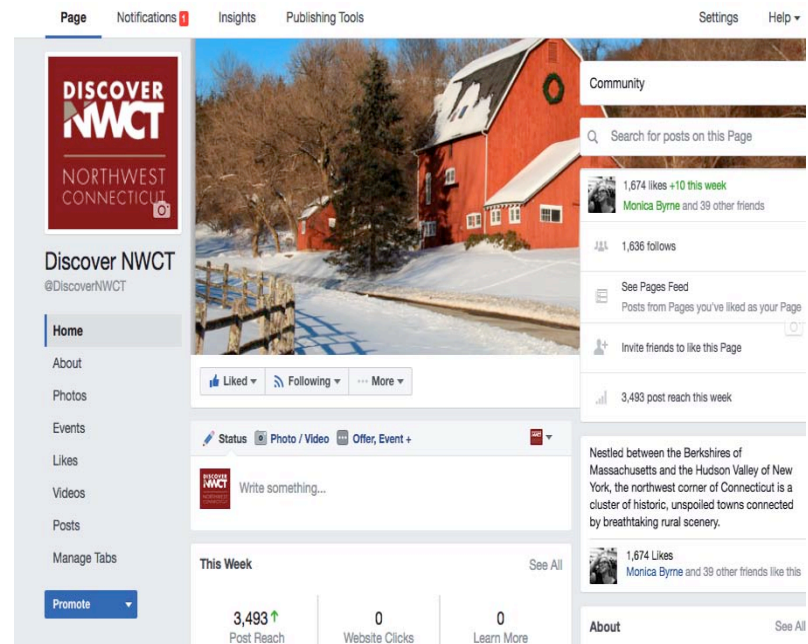 Page Notifications 1 Insights Publishing Tools Settings Help
DISCOVER
NWCT
NORTHWEST
CONNECTICUT
Discover NWCT
@DiscoverNWCT
Home
About
Photos
Events
Likes
Videos
Posts
Manage Tabs
Promote
Liked Following More
Status Photo / Video Offer, Event +
DISCOVER
NWCT
Write something...
This Week See All
3,493 0 0
Post Reach Website Clicks Learn More
Community
Search for posts on this Page
1,674 likes +10 this week
Monica Byrne and 39 other friends
1,636 follows
See Pages Feed
Posts from Pages you've liked as your Page
Invite friends to like this Page
3,493 post reach this week
Nestled between the Berkshires of
Massachusetts and the Hudson Valley of New
York, the northwest corner of Connecticut is a
cluster of historic, unspoiled towns connected
by breathtaking rural scenery.
1,674 Likes
Monica Byrne and 39 other friends like this
About See All